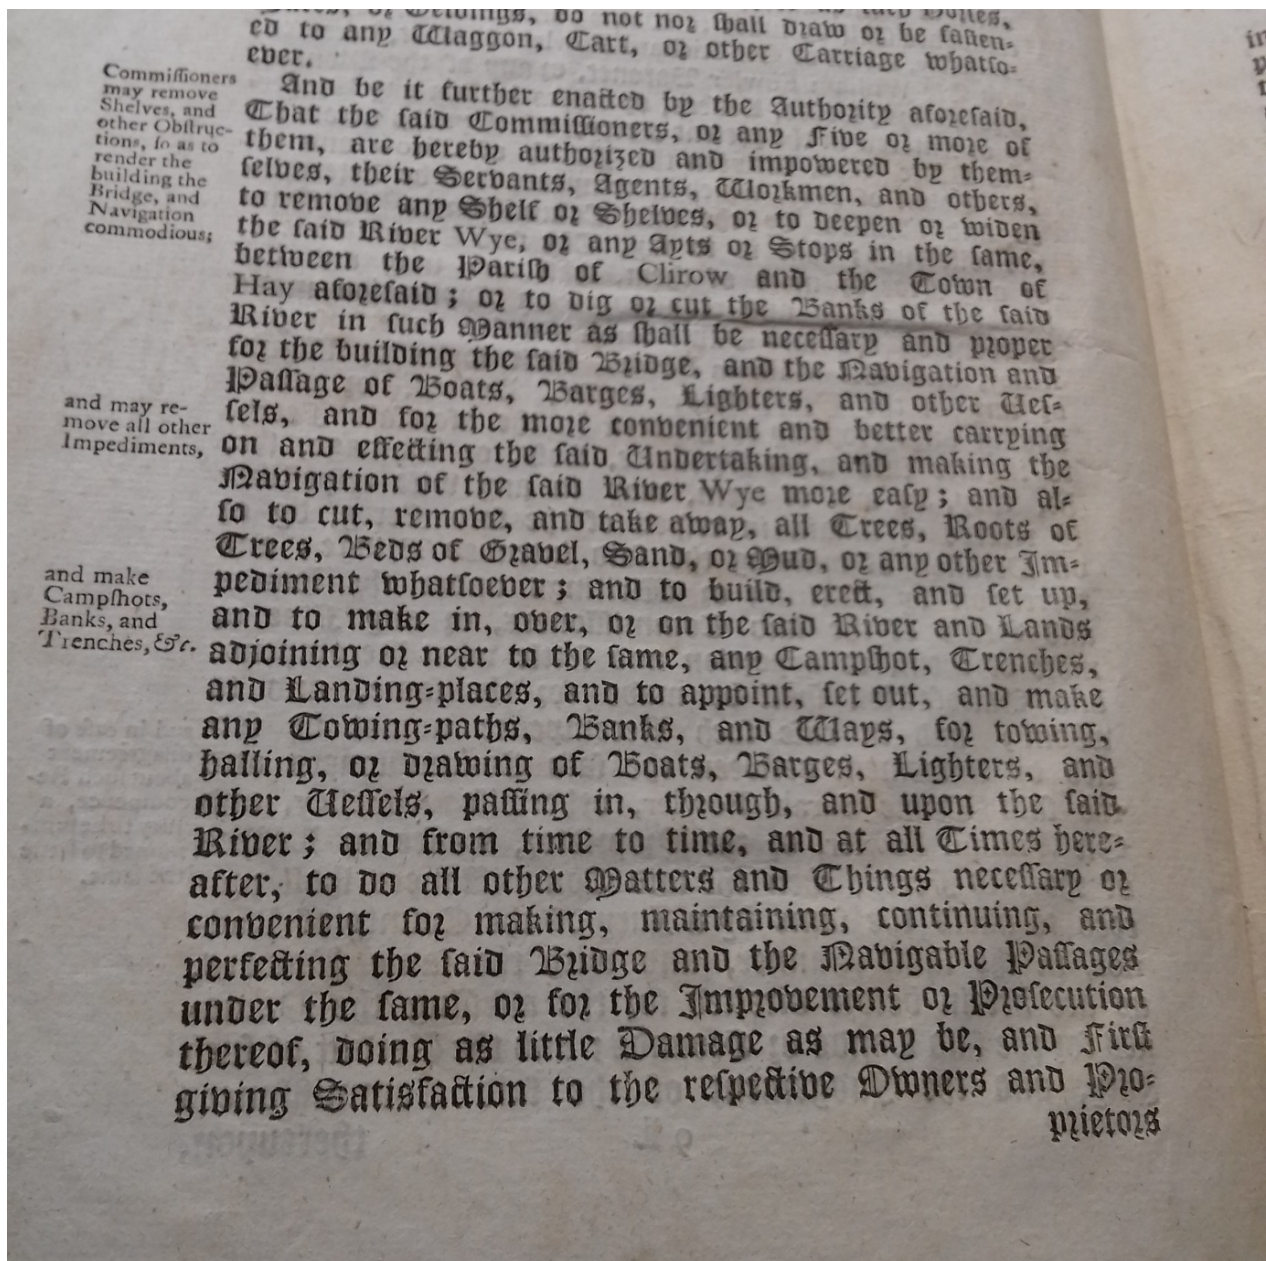 do not nor shall draw or be fasten-
ed to any Waggon, Cart, or other Carriage whatso-
ever.
And be it further enacted by the Authority aforesaid,
That the said Commissioners, or any Five or more of
them, are hereby authorized and impowered by them-
selves, their Servants, Agents, Workmen, and others,
to remove any Shelf or Shelves, or to deepen or widen
the said River Wye, or any Ayts or Stops in the same,
between the Parish of Clirow and the Town of
Hay aforesaid; or to dig or cut the Banks of the said
River in such Manner as shall be necessary and proper
for the building the said Bridge, and the Navigation and
Passage of Boats, Barges, Lighters, and other Ves-
sels, and for the more convenient and better carrying
on and effecting the said Undertaking, and making the
Navigation of the said River Wye more easy; and al-
so to cut, remove, and take away, all Trees, Roots of
Trees, Beds of Gravel, Sand, or Mud, or any other Im-
pediment whatsoever; and to build, erect, and set up,
and to make in, over, or on the said River and Lands
adjoining or near to the same, any Campshot, Trenches,
and Landing-places, and to appoint, set out, and make
any Towing-paths, Banks, and Ways, for towing,
halling, or drawing of Boats, Barges, Lighters, and
other Vessels, passing in, through, and upon the said
River; and from time to time, and at all Times here-
after, to do all other Matters and Things necessary or
convenient for making, maintaining, continuing, and
perfecting the said Bridge and the Navigable Passages
under the same, or for the Improvement or Prosecution
thereof, doing as little Damage as may be, and First
giving Satisfaction to the respective Owners and Pro-
prietors
Commissioners
may remove
Shelves, and
other Obstruc-
tions, so as to
render the
building the
Bridge, and
Navigation
commodious;
and may re-
move all other
Impediments,
and make
Campshots,
Banks, and
Trenches, &c.